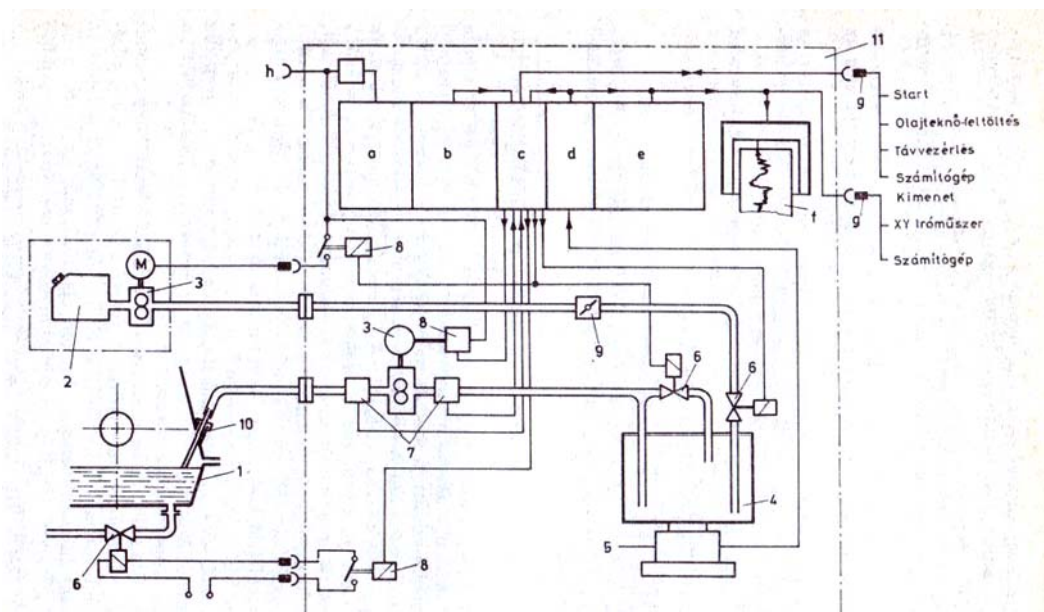 11
h
g
Start
Olajteknő-feltöltés
Távvezérlés
Számítógép
a b c d e
f
g
Kimenet
XY Iróműszer
Számítógép
8
M
3
2
3
8
9
6
6
10
7
1
4
5
6
8